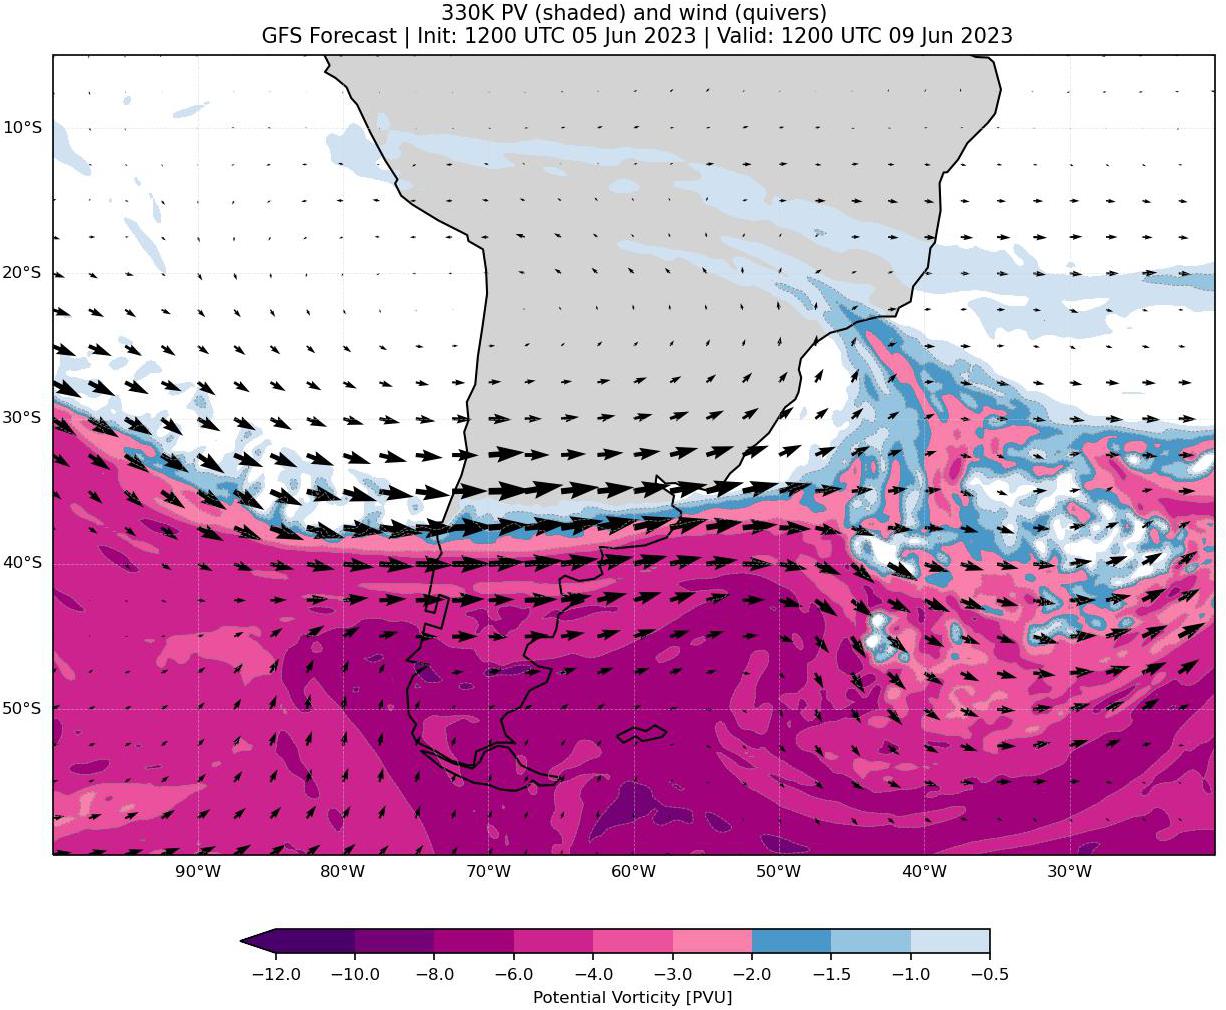 330K PV (shaded) and wind (quivers)
GFS Forecast | Init: 1200 UTC 05 Jun 2023 | Valid: 1200 UTC 09 Jun 2023
10°S
20°S
30°S
40°S
50°S
90°W 80°W 70°W 60°W 50°W 40°W 30°W
−12.0 −10.0 −8.0 −6.0 −4.0 −3.0 −2.0 −1.5 −1.0 −0.5
Potential Vorticity [PVU]